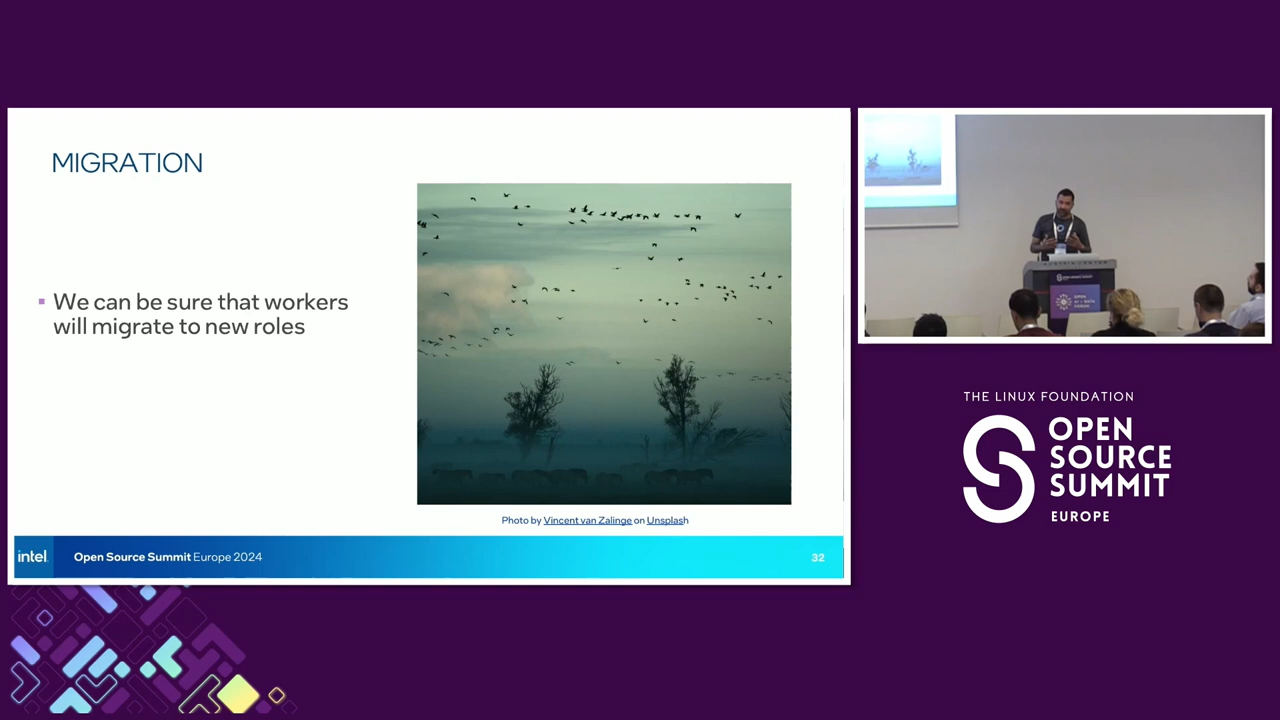 MIGRATION
▪ We can be sure that workers
will migrate to new roles
Photo by Vincent van Zalinge on Unsplash
intel.
Open Source Summit Europe 2024
32
THE LINUX FOUNDATION
OPEN
SOURCE
SUMMIT
EUROPE